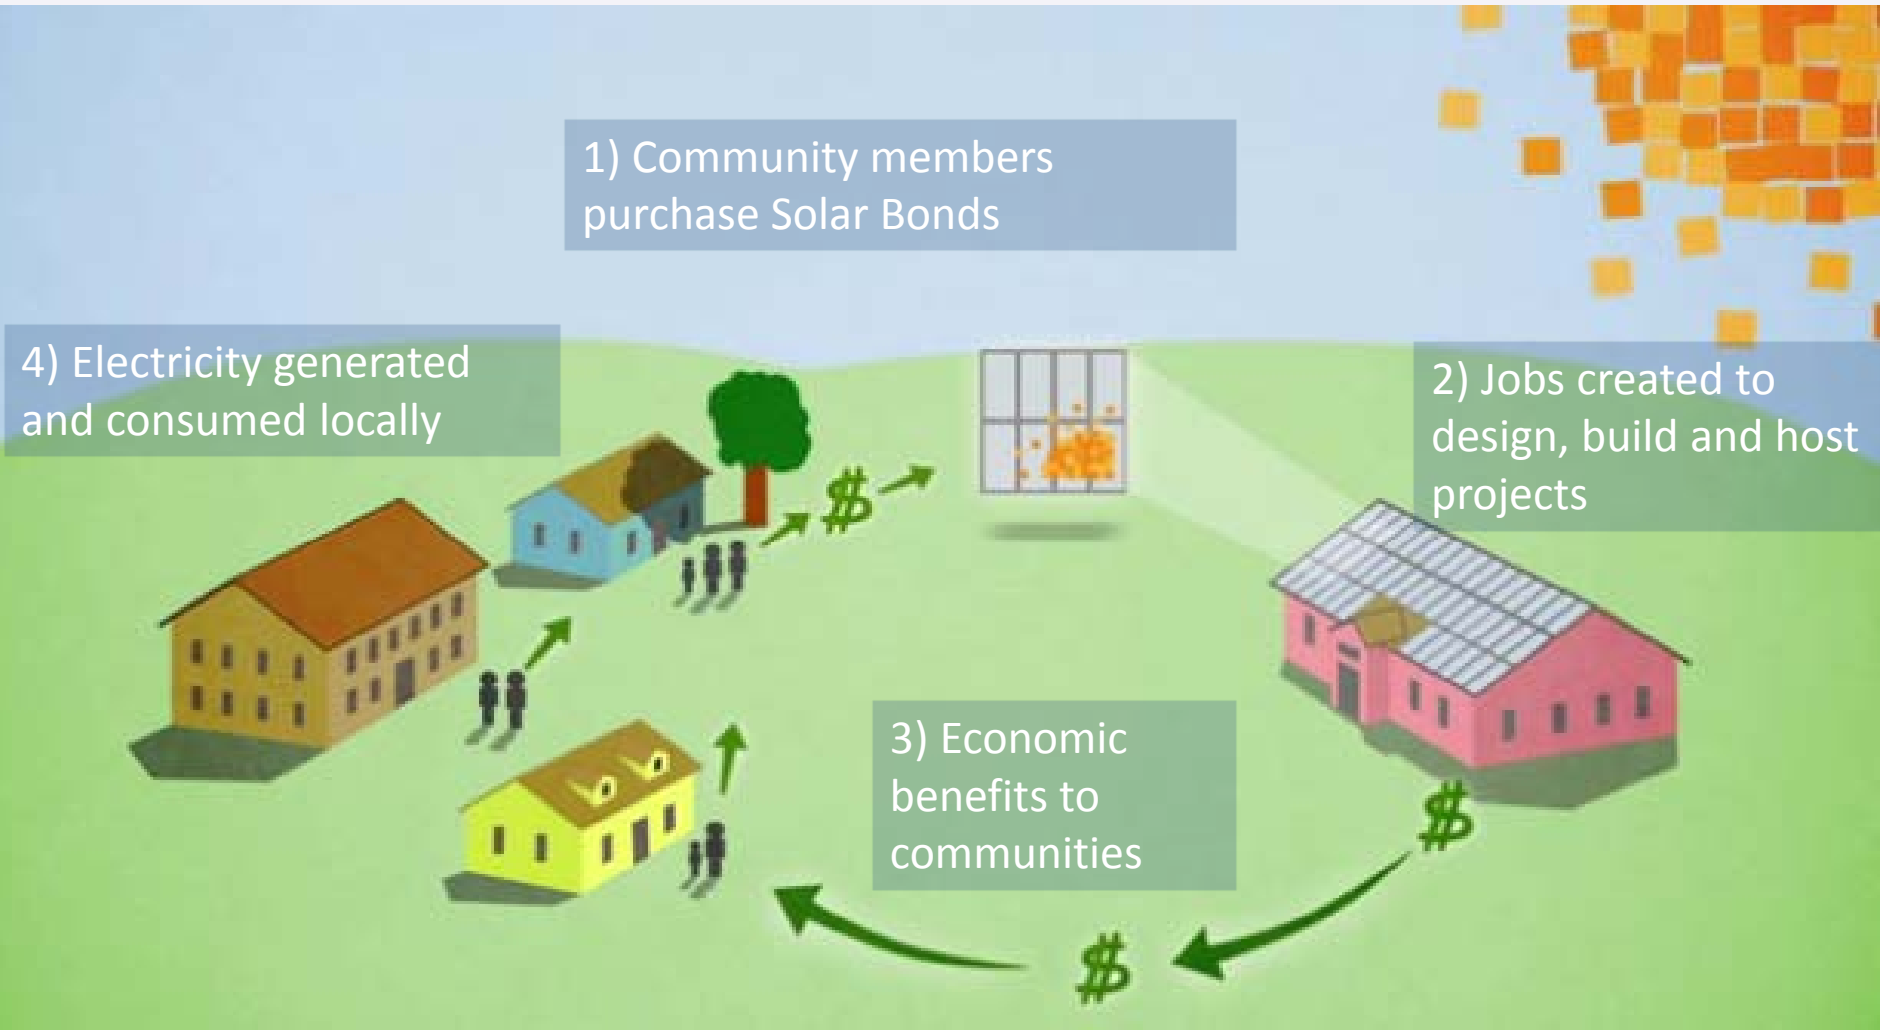 1) Community members
purchase Solar Bonds
4) Electricity generated
and consumed locally
2) Jobs created to
design, build and host
projects
$
3) Economic
benefits to
communities
$
$